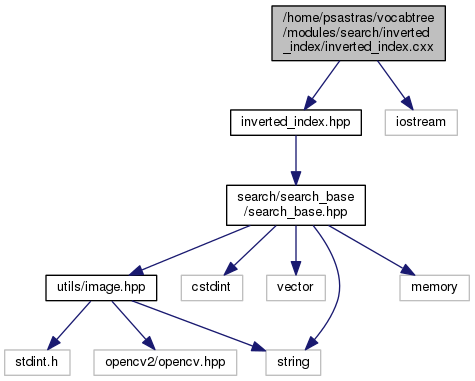 /home/psastras/vocabtree
/modules/search/inverted
_index/inverted_index.cxx
inverted_index.hpp
iostream
search/search_base
/search_base.hpp
utils/image.hpp
cstdint
vector
memory
stdint.h
opencv2/opencv.hpp
string